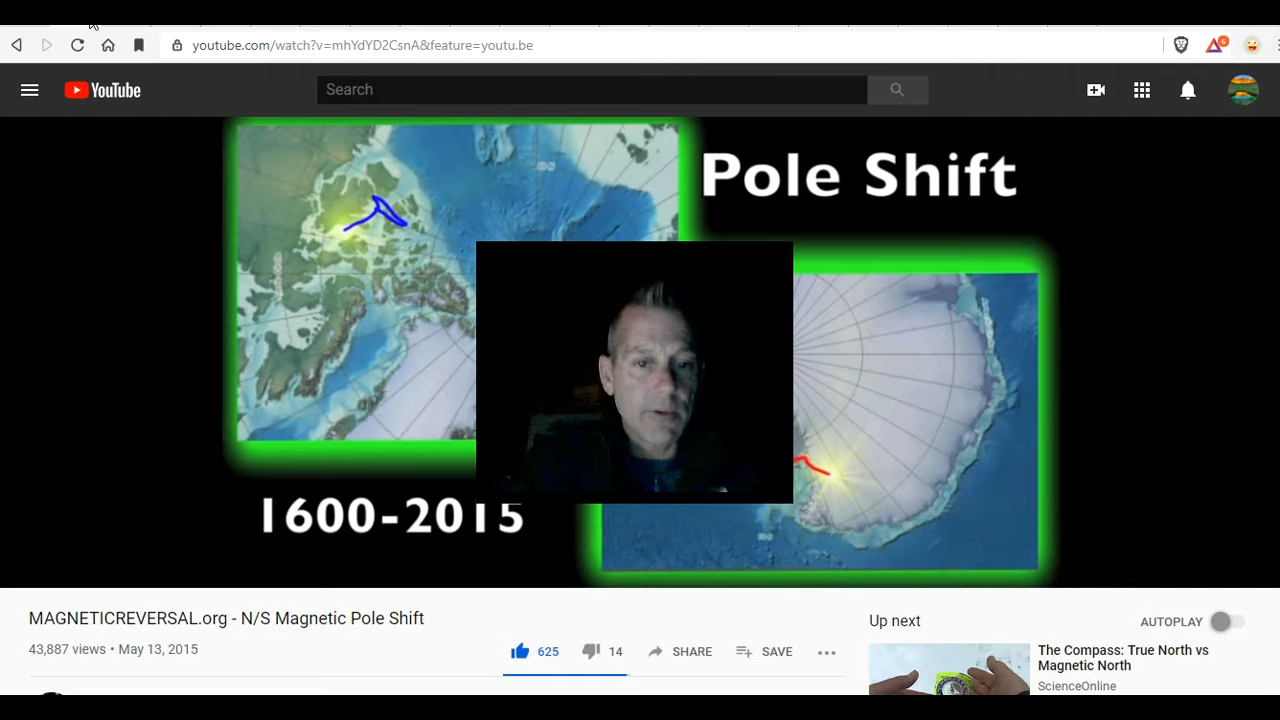 youtube.com/watch?v=mhYdYD2CsnA&feature=youtu.be
6
YouTube
Search
Pole Shift
1600-2015
MAGNETICREVERSAL.org - N/S Magnetic Pole Shift
43,887 views • May 13, 2015
625
14
SHARE
SAVE
Up next
AUTOPLAY
The Compass: True North vs
Magnetic North
ScienceOnline